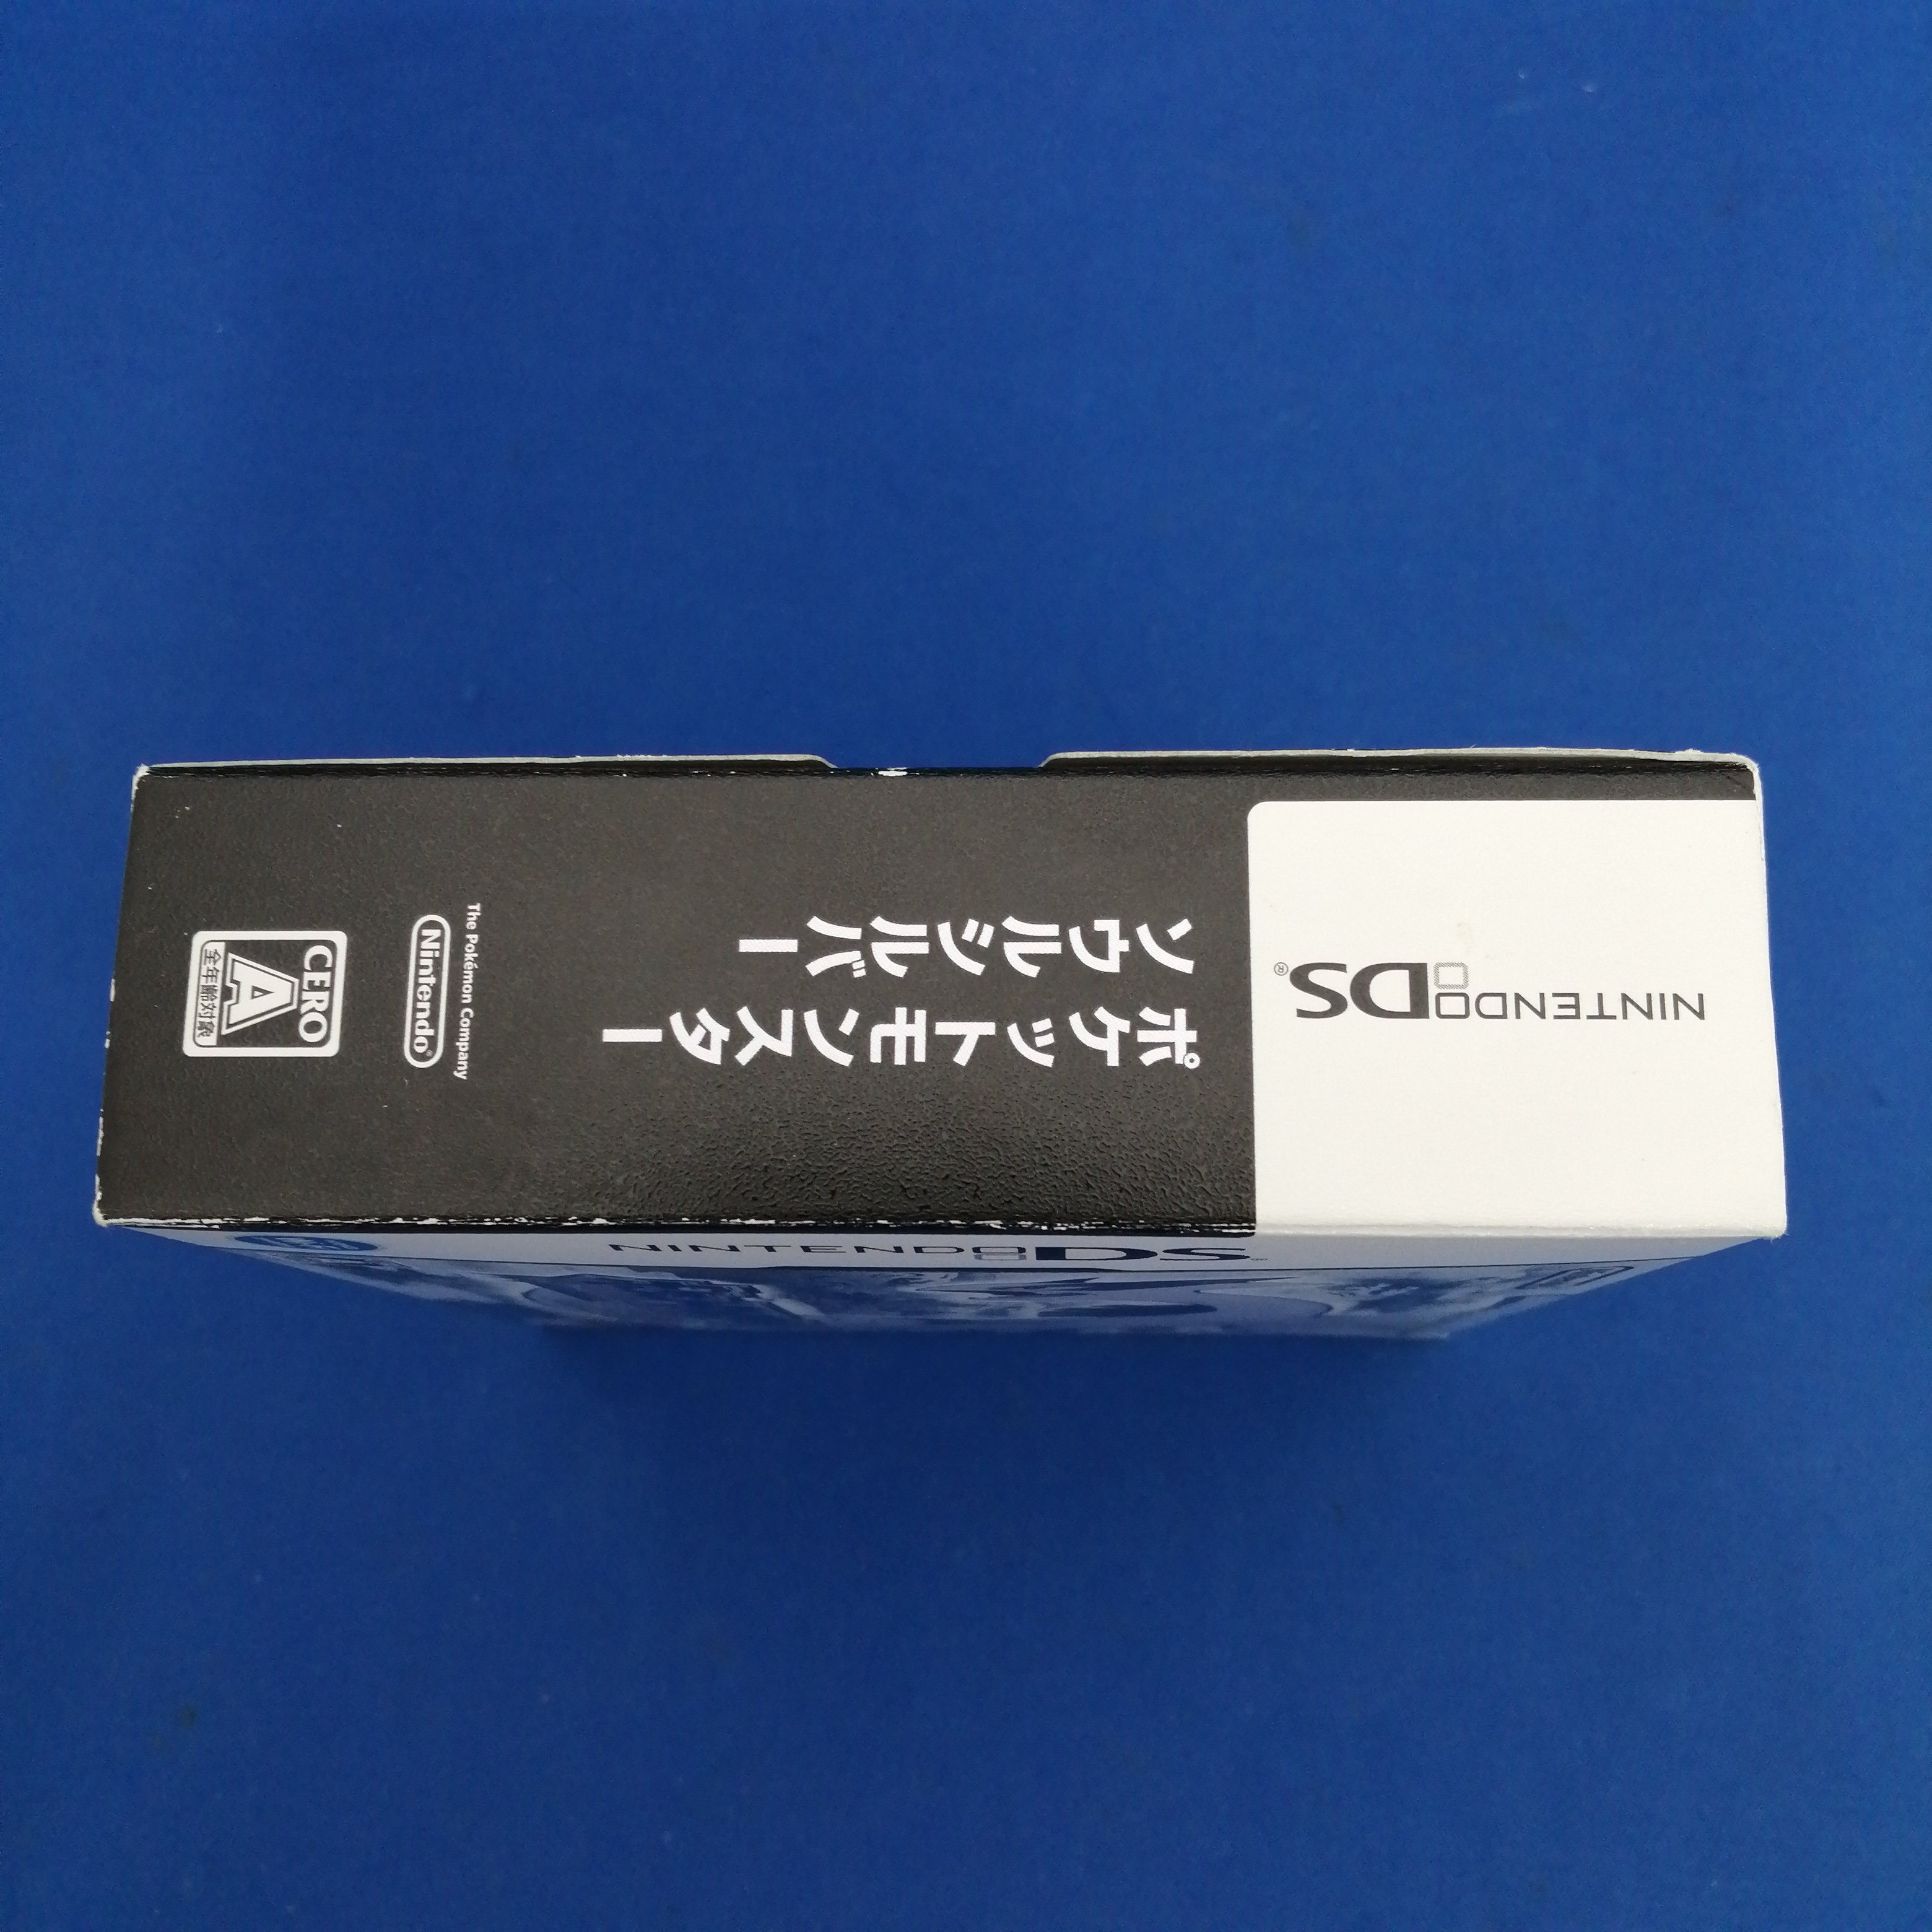 NINTENDO DS®
ポケットモンスター
ソウルシルバー
The Pokémon Company
Nintendo®
CERO
A
全年齢対象
NINTENDO DS